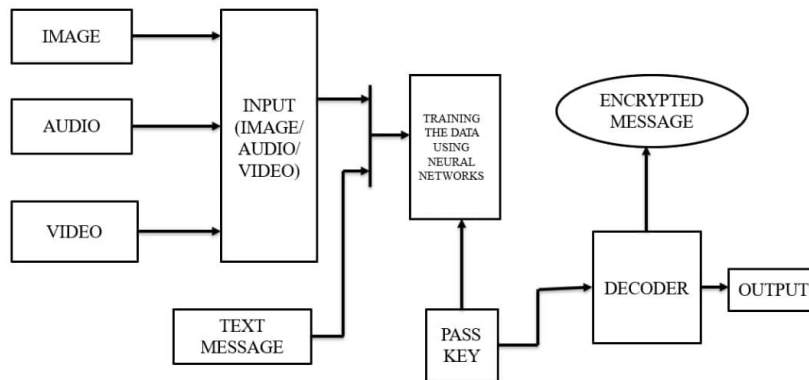 IMAGE
AUDIO
VIDEO
INPUT
(IMAGE/
AUDIO/
VIDEO)
TEXT
MESSAGE
TRAINING
THE DATA
USING
NEURAL
NETWORKS
PASS
KEY
ENCRYPTED
MESSAGE
DECODER
OUTPUT